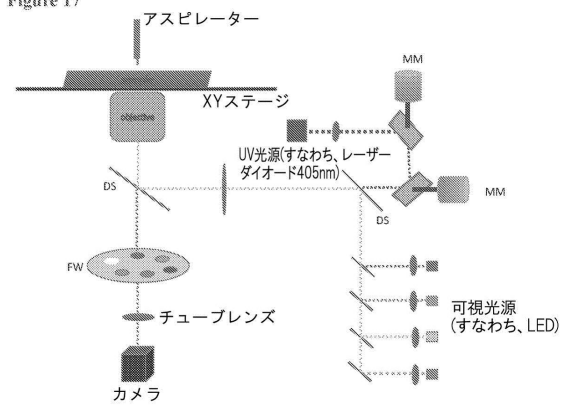 Figure 17
アスピレーター
XYステージ
objective
MM
UV光源(すなわち、レーザー
ダイオード405nm)
MM
DS
DS
FW
チューブレンズ
カメラ
可視光源
(すなわち、LED)